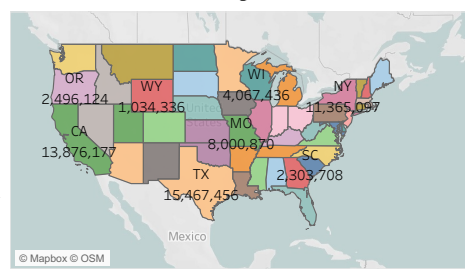 OR
2,496,124
WY
1,034,336
WI
4,067,436
NY
11,365,097
CA
13,876,177
MO
8,000,870
SC
2,303,708
TX
15,467,456
United
Mexico
© Mapbox © OSM